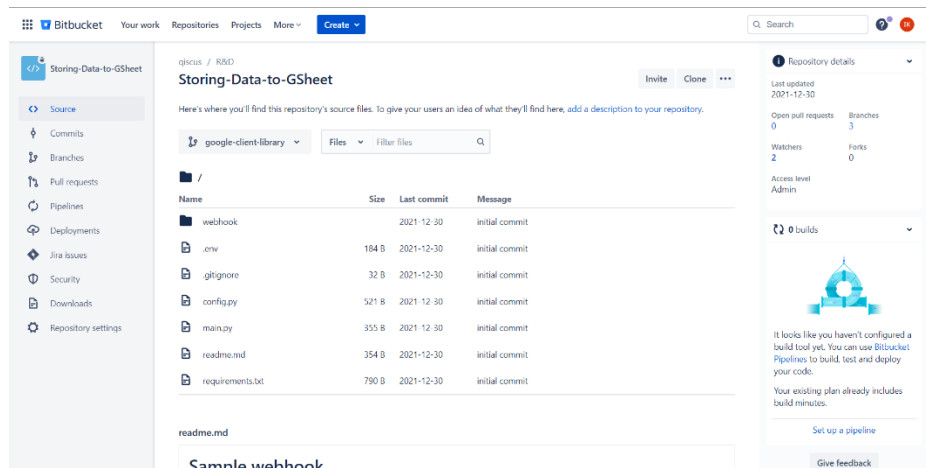 Bitbucket Your work Repositories Projects More Create Search ? EK
Storing-Data-to-GSheet
Source
Commits
Branches
Pull requests
Pipelines
Deployments
Jira issues
Security
Downloads
Repository settings
qiscus / R&D
Storing-Data-to-GSheet
Invite Clone •••
Here's where you'll find this repository's source files. To give your users an idea of what they'll find here, add a description to your repository.
google-client-library Files Filter files
/
Name Size Last commit Message
webhook 2021-12-30 initial commit
.env 184 B 2021-12-30 initial commit
.gitignore 32 B 2021-12-30 initial commit
config.py 521 B 2021-12-30 initial commit
main.py 355 B 2021-12-30 initial commit
readme.md 354 B 2021-12-30 initial commit
requirements.txt 790 B 2021-12-30 initial commit
readme.md
Sample webhook
Repository details
Last updated
2021-12-30
Open pull requests Branches
0 3
Watchers Forks
2 0
Access level
Admin
0 builds
It looks like you haven't configured a
build tool yet. You can use Bitbucket
Pipelines to build, test and deploy
your code.
Your existing plan already includes
build minutes.
Set up a pipeline
Give feedback